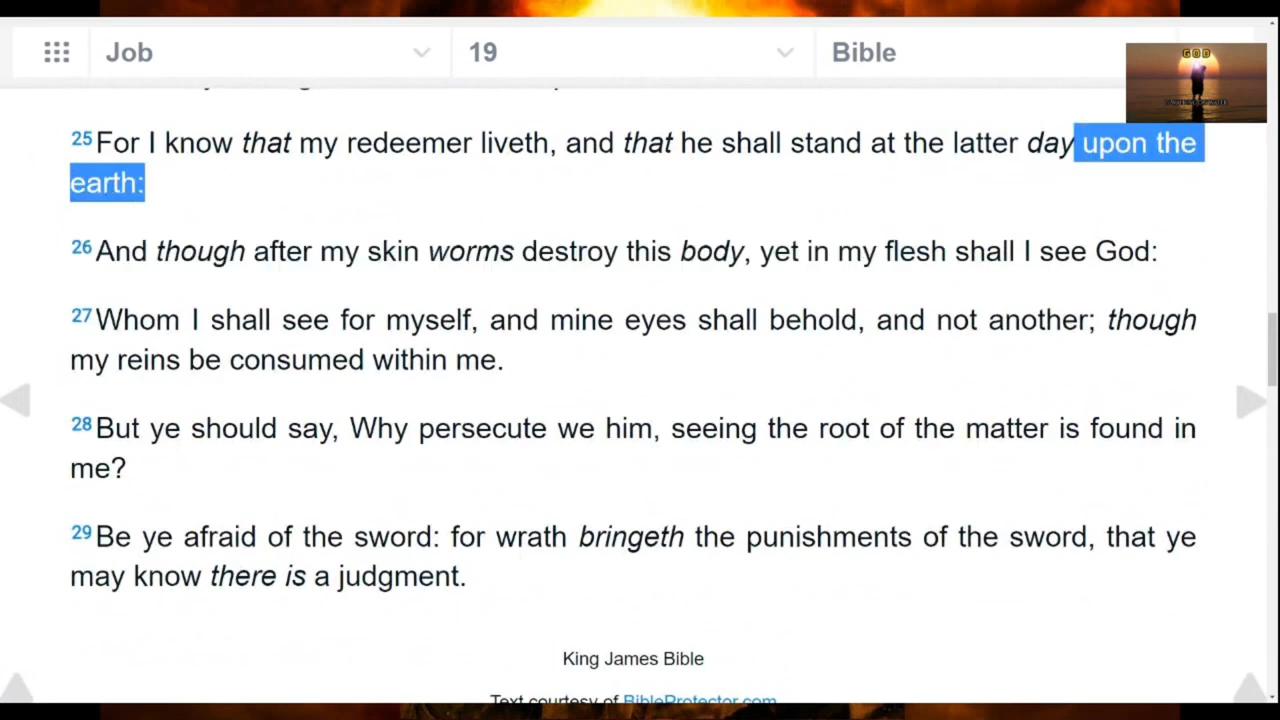 Job
19
Bible
GOD
25 For I know that my redeemer liveth, and that he shall stand at the latter day upon the
earth:
26 And though after my skin worms destroy this body, yet in my flesh shall I see God:
27 Whom I shall see for myself, and mine eyes shall behold, and not another; though
my reins be consumed within me.
28 But ye should say, Why persecute we him, seeing the root of the matter is found in
me?
29 Be ye afraid of the sword: for wrath bringeth the punishments of the sword, that ye
may know there is a judgment.
King James Bible
Text courtesy of BibleProtector.com